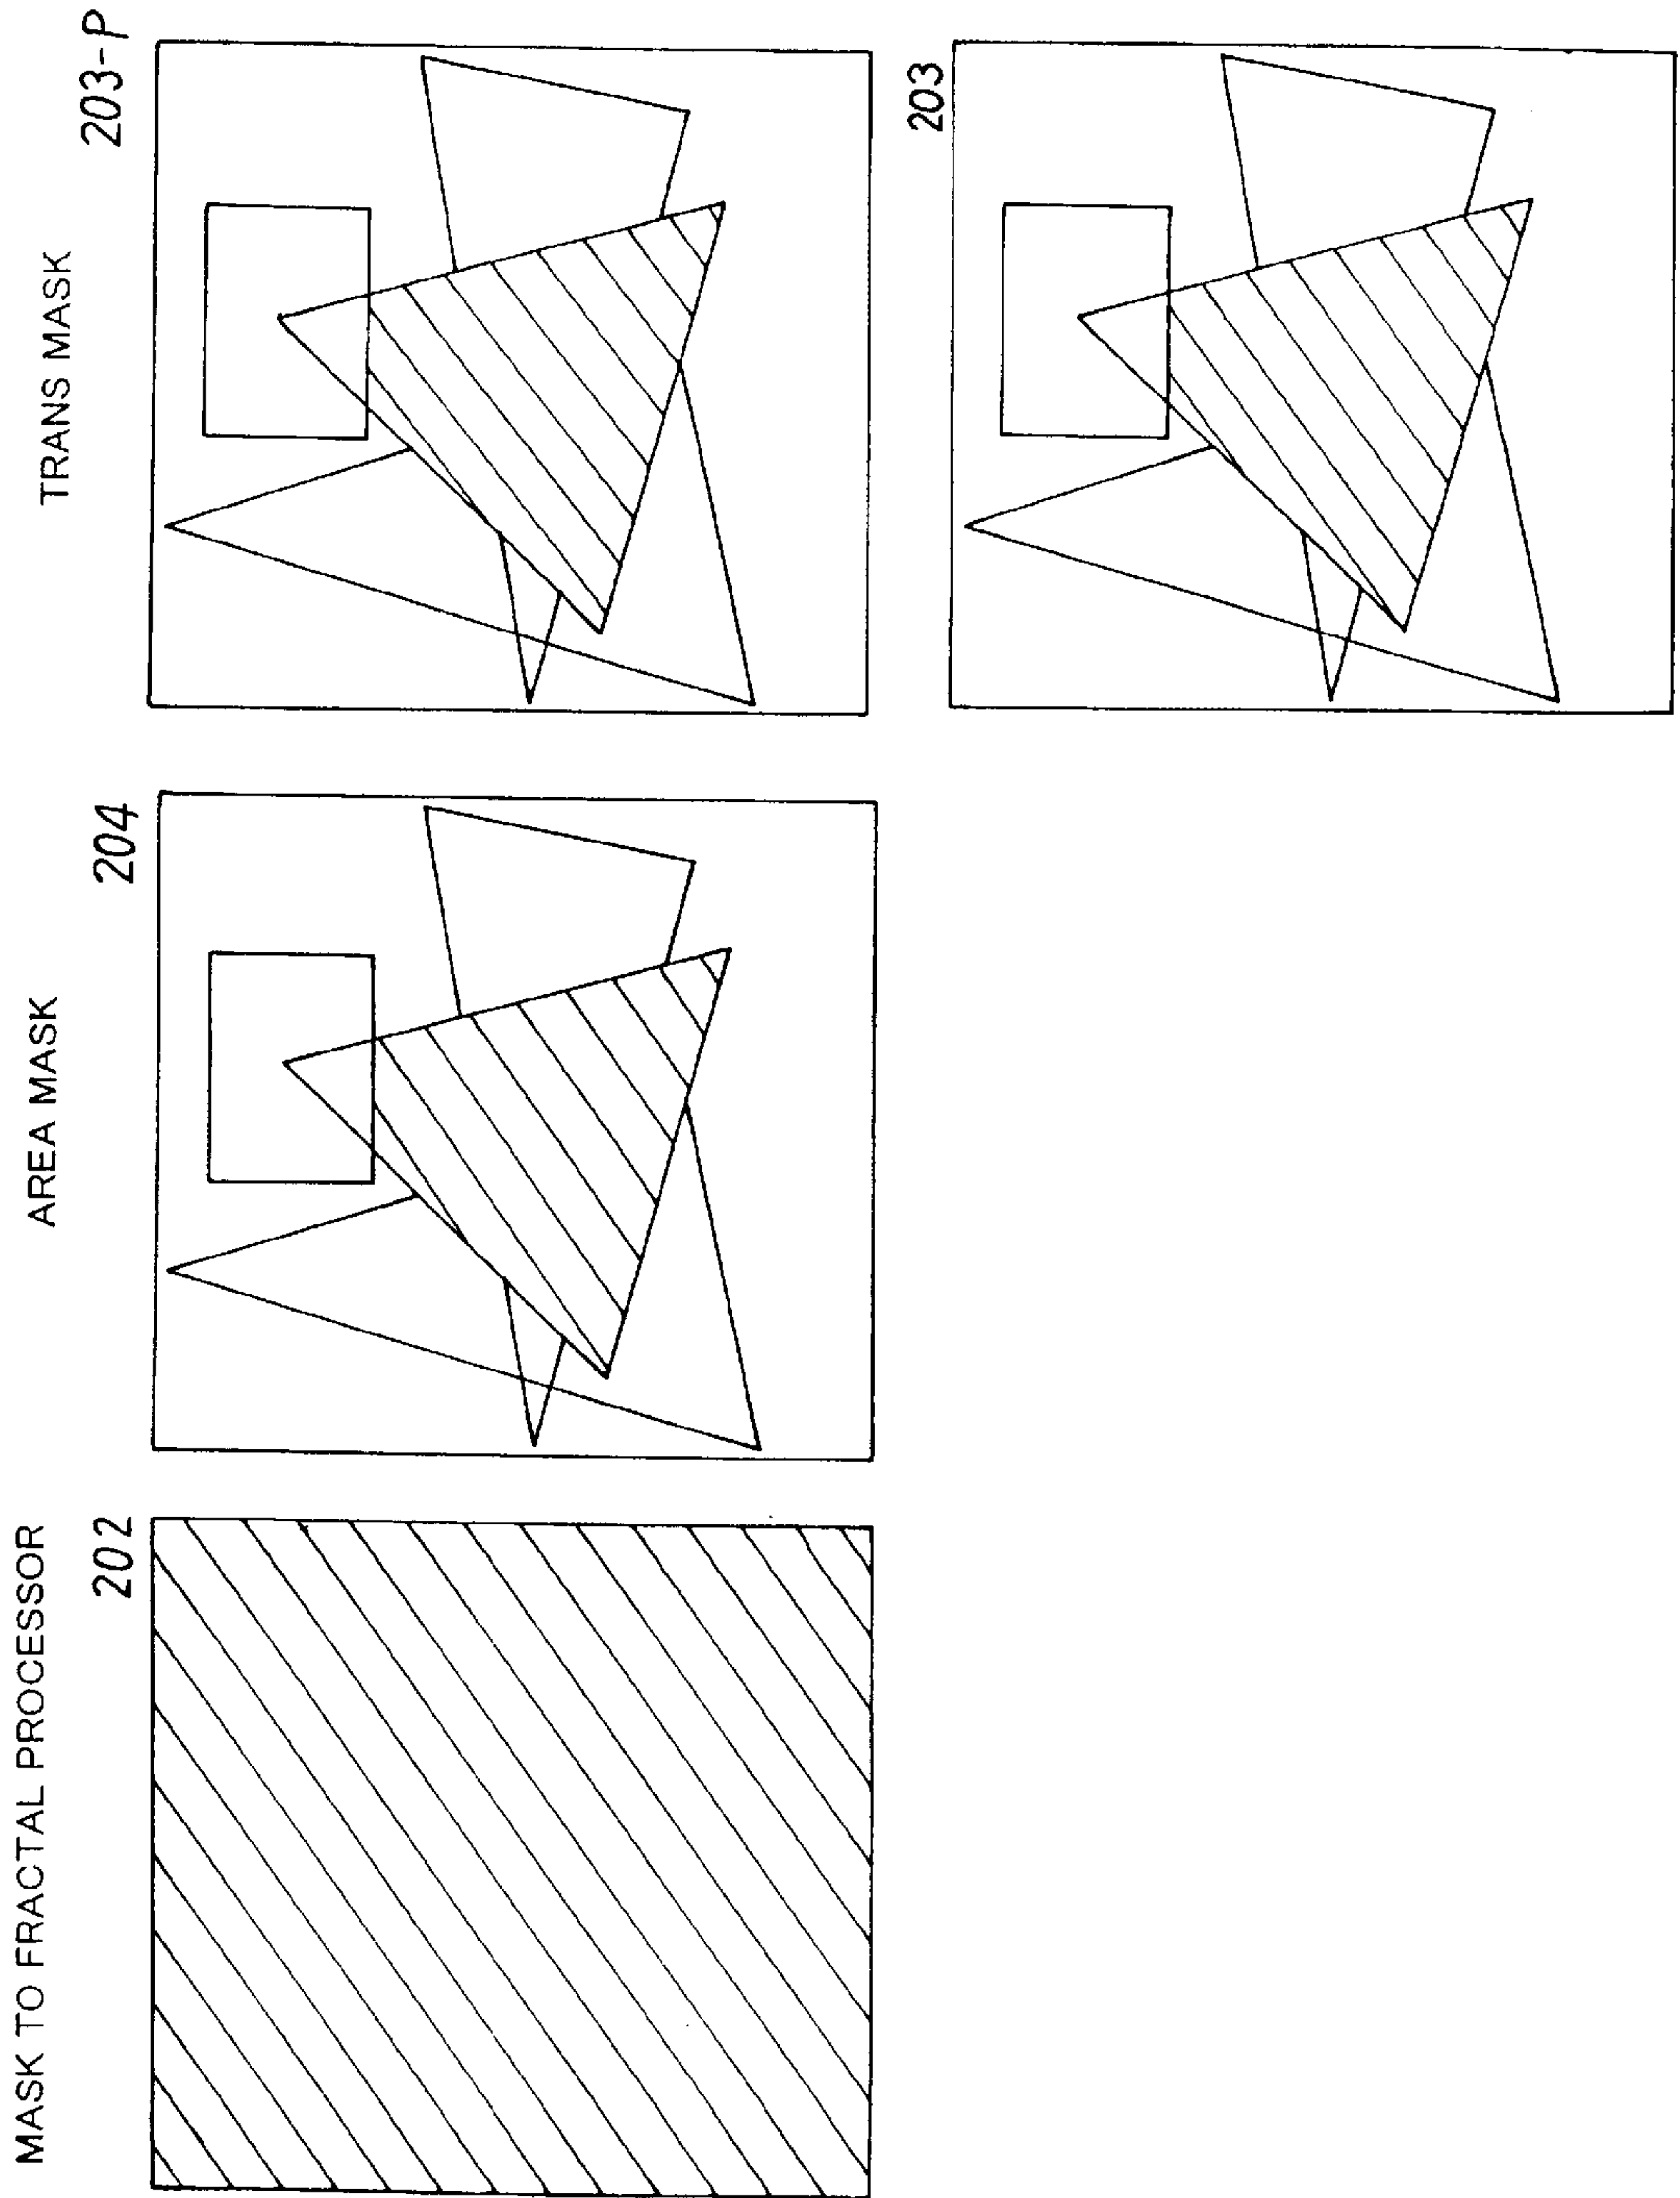 MASK TO FRACTAL PROCESSOR
202
AREA MASK
204
TRANS MASK
203-P
203